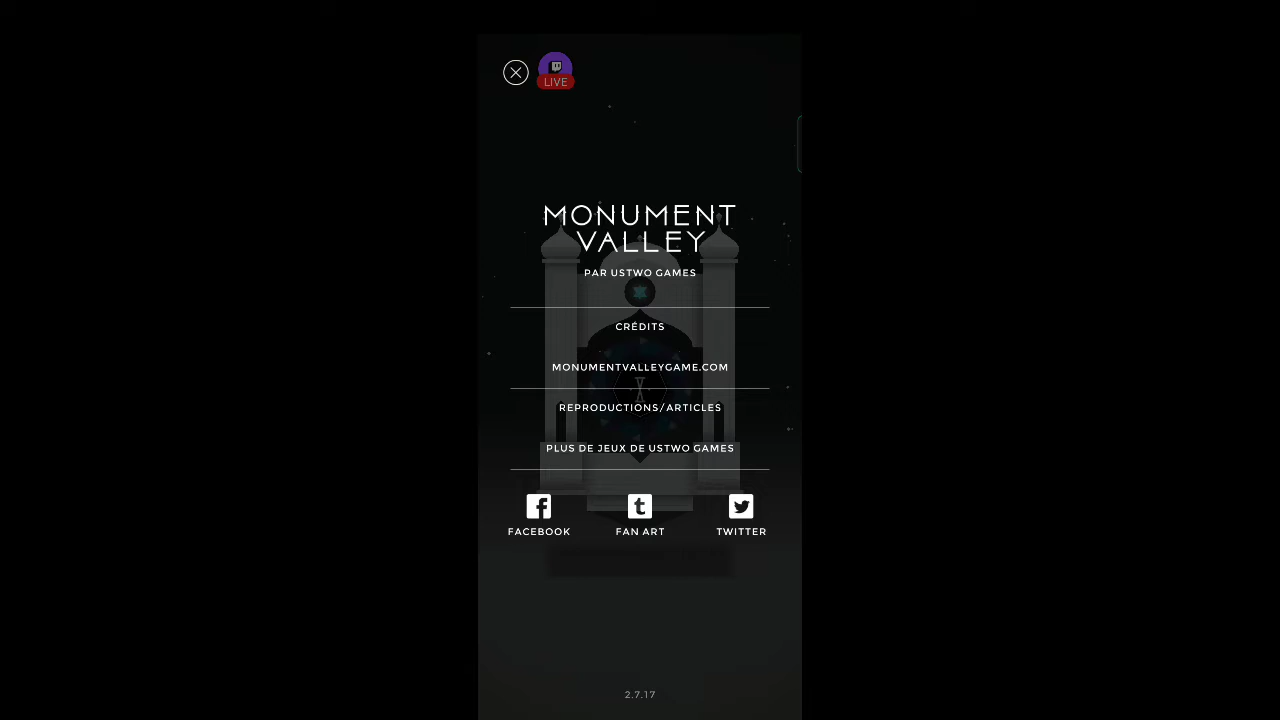 LIVE
MONUMENT
VALLEY
PAR USTWO GAMES
CRÉDITS
MONUMENTVALLEYGAME.COM
X
REPRODUCTIONS/ARTICLES
PLUS DE JEUX DE USTWO GAMES
FACEBOOK FAN ART TWITTER
2.7.17